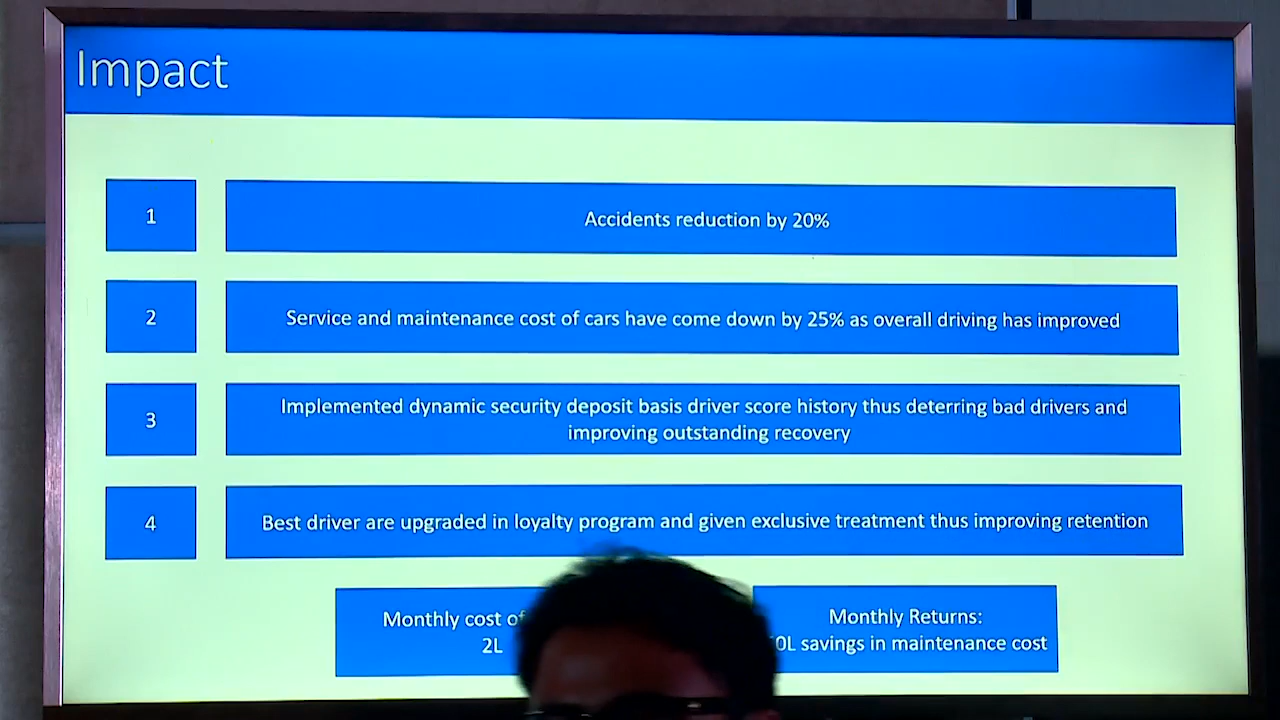 Impact
1
Accidents reduction by 20%
2
Service and maintenance cost of cars have come down by 25% as overall driving has improved
3
Implemented dynamic security deposit basis driver score history thus deterring bad drivers and
improving outstanding recovery
4
Best driver are upgraded in loyalty program and given exclusive treatment thus improving retention
Monthly cost of
2L
Monthly Returns:
savings in maintenance cost